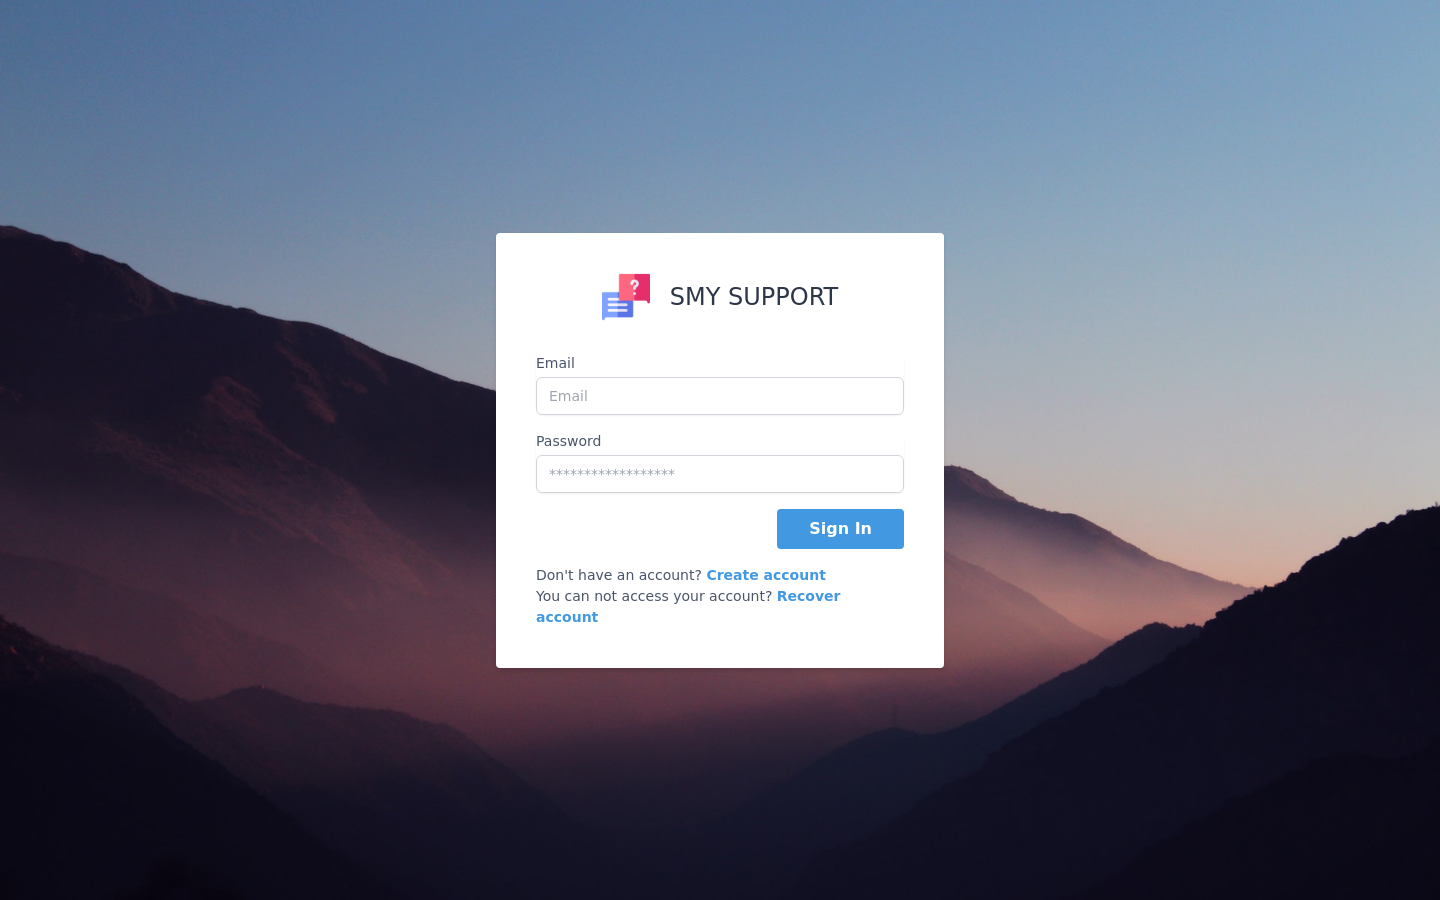 SMY SUPPORT
Email
Email
Password
******************
Sign In
Don't have an account? Create account
You can not access your account? Recover
account